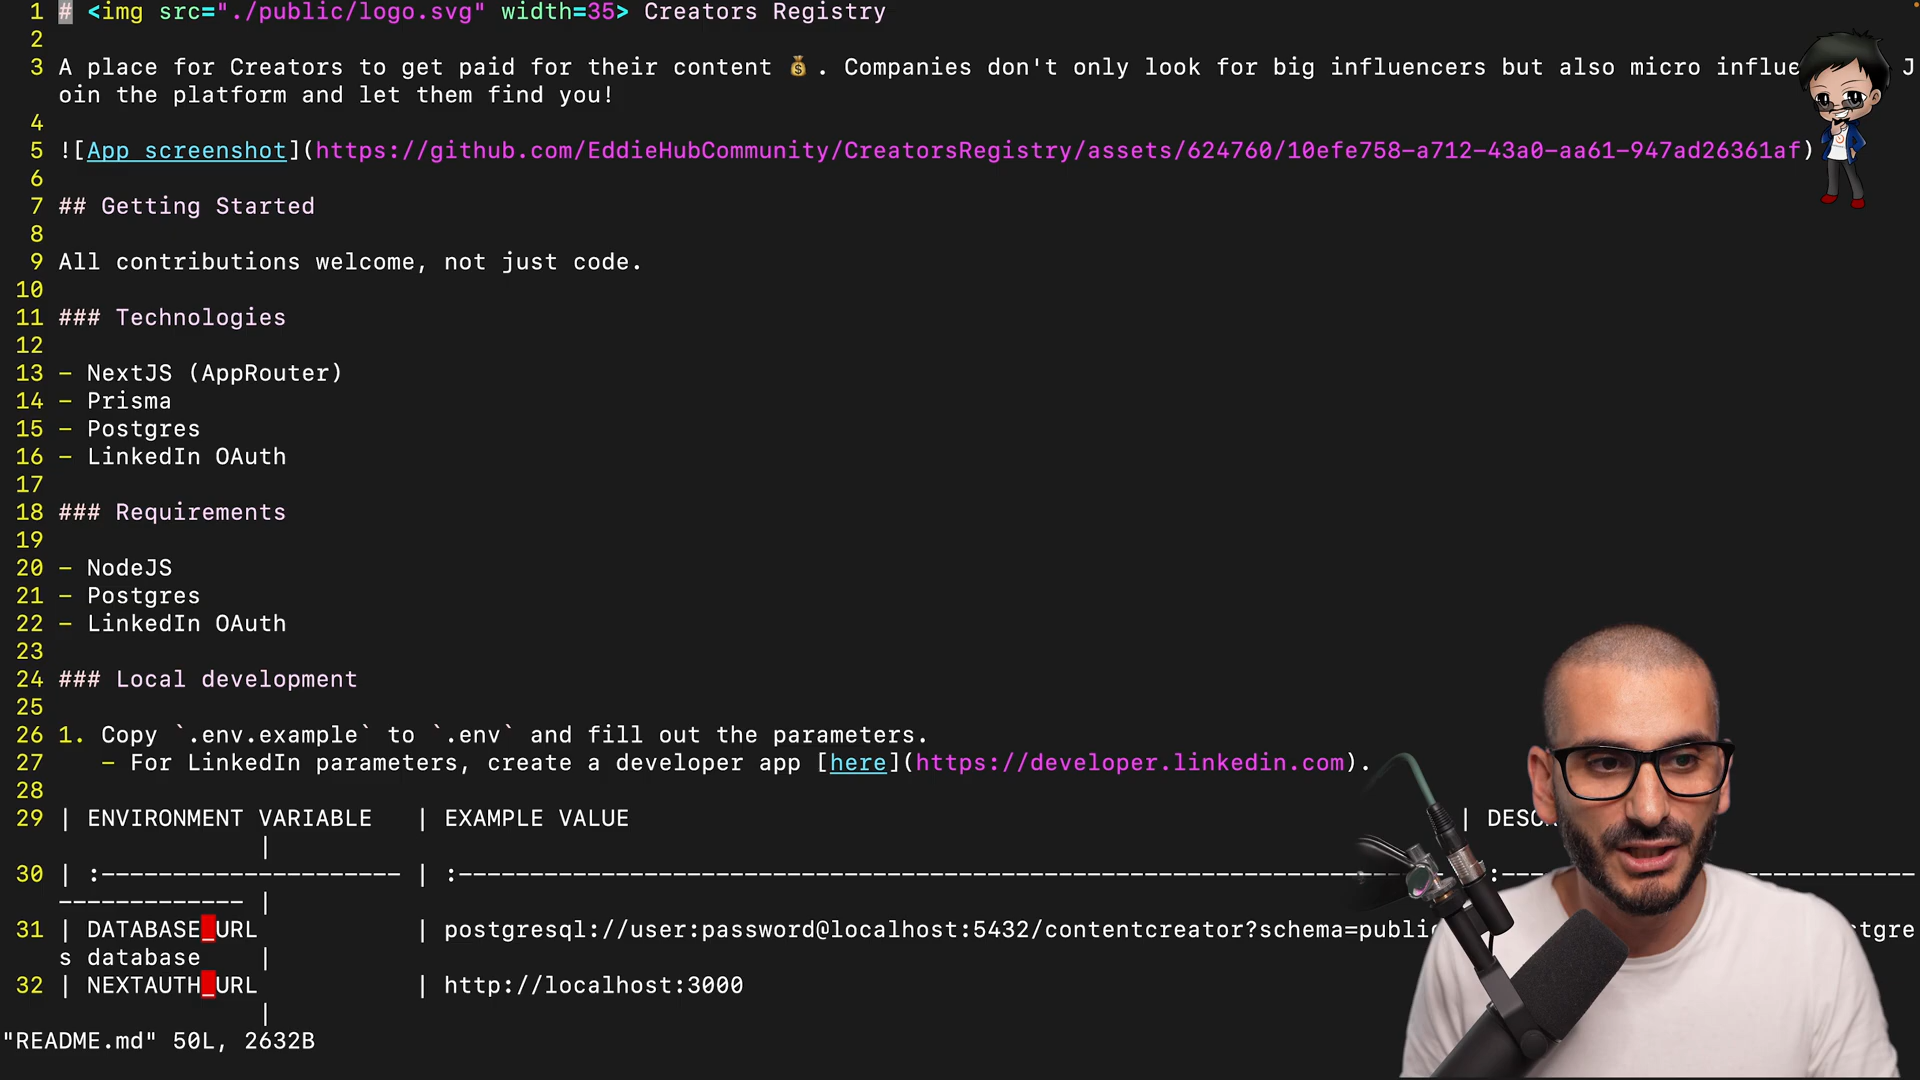 1 # <img src="./public/logo.svg" width=35> Creators Registry
2
3 A place for Creators to get paid for their content 💰. Companies don't only look for big influencers but also micro influe J
oin the platform and let them find you!
4
5 ![App screenshot](https://github.com/EddieHubCommunity/CreatorsRegistry/assets/624760/10efe758-a712-43a0-aa61-947ad26361af)
6
7 ## Getting Started
8
9 All contributions welcome, not just code.
10
11 ### Technologies
12
13 - NextJS (AppRouter)
14 - Prisma
15 - Postgres
16 - LinkedIn OAuth
17
18 ### Requirements
19
20 - NodeJS
21 - Postgres
22 - LinkedIn OAuth
23
24 ### Local development
25
26 1. Copy `.env.example` to `.env` and fill out the parameters.
27    - For LinkedIn parameters, create a developer app [here](https://developer.linkedin.com).
28
29 | ENVIRONMENT VARIABLE | EXAMPLE VALUE | DESC
|
30 | :--------------------- | :---------------------------------------------------------------------- :------------------
------------- |
31 | DATABASE_URL | postgresql://user:password@localhost:5432/contentcreator?schema=public tgre
s database |
32 | NEXTAUTH_URL | http://localhost:3000
|
"README.md" 50L, 2632B